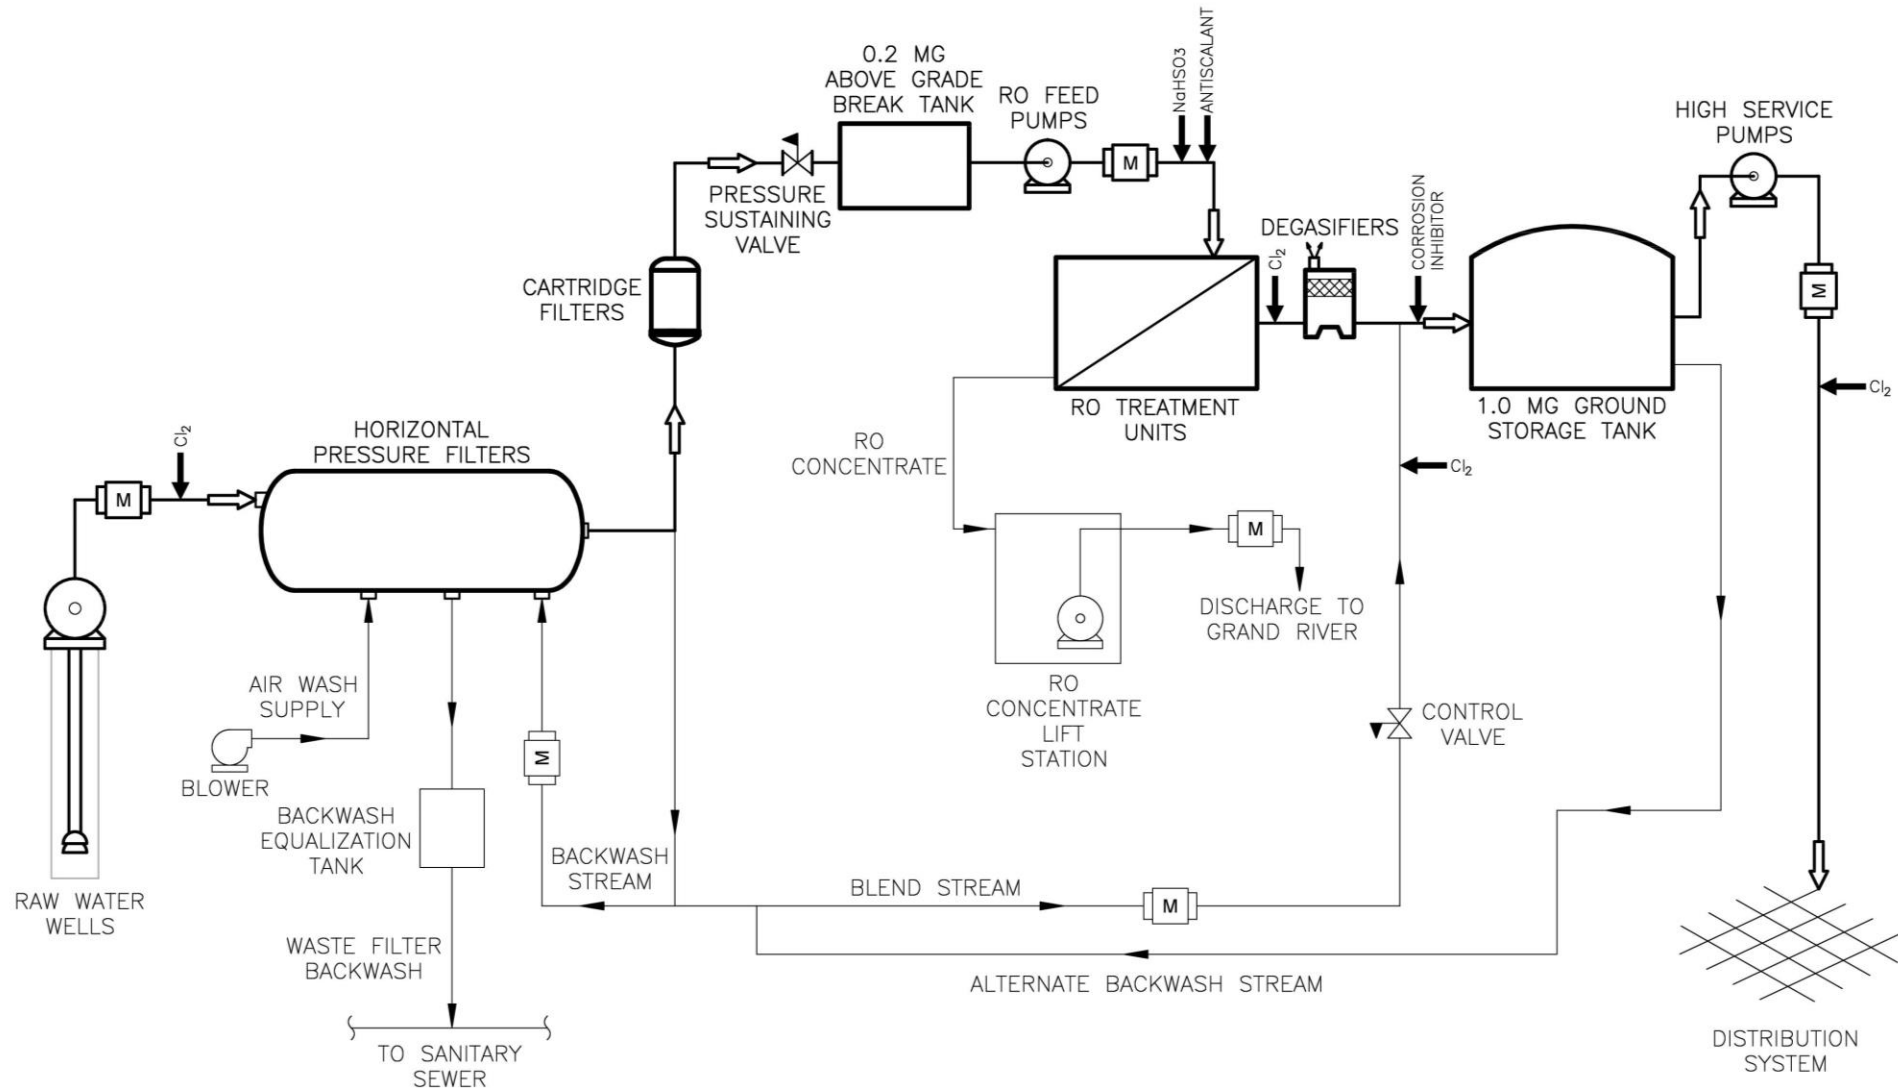 0.2 MG
ABOVE GRADE
BREAK TANK
RO FEED
PUMPS
NaHSO3
ANTISCALANT
HIGH SERVICE
PUMPS
M
PRESSURE
SUSTAINING
VALVE
DEGASIFIERS
CORROSION
INHIBITOR
Cl2
CARTRIDGE
FILTERS
M
Cl2
RO TREATMENT
UNITS
1.0 MG GROUND
STORAGE TANK
HORIZONTAL
PRESSURE FILTERS
Cl2
M
RO
CONCENTRATE
Cl2
M
DISCHARGE TO
GRAND RIVER
RO
CONCENTRATE
LIFT
STATION
AIR WASH
SUPPLY
BLOWER
M
CONTROL
VALVE
BACKWASH
EQUALIZATION
TANK
BACKWASH
STREAM
BLEND STREAM
M
RAW WATER
WELLS
WASTE FILTER
BACKWASH
ALTERNATE BACKWASH STREAM
TO SANITARY
SEWER
DISTRIBUTION
SYSTEM